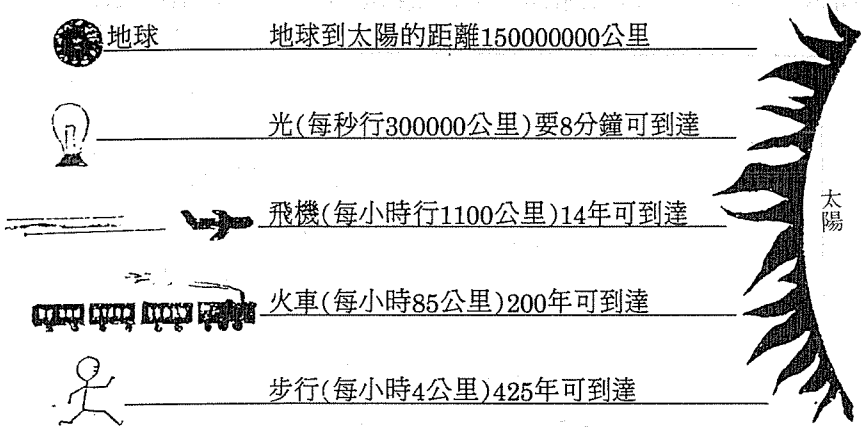 地球 地球到太陽的距離150000000公里
光(每秒行300000公里)要8分鐘可到達
飛機(每小時行1100公里)14年可到達
太陽
火車(每小時85公里)200年可到達
步行(每小時4公里)425年可到達